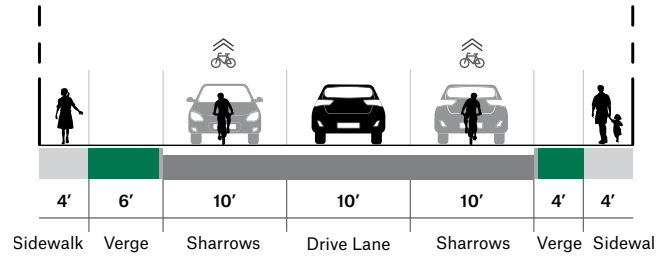 4’ 6’ 10’ 10’ 10’ 4’ 4’
Sidewalk Verge Sharrows Drive Lane Sharrows Verge Sidewal